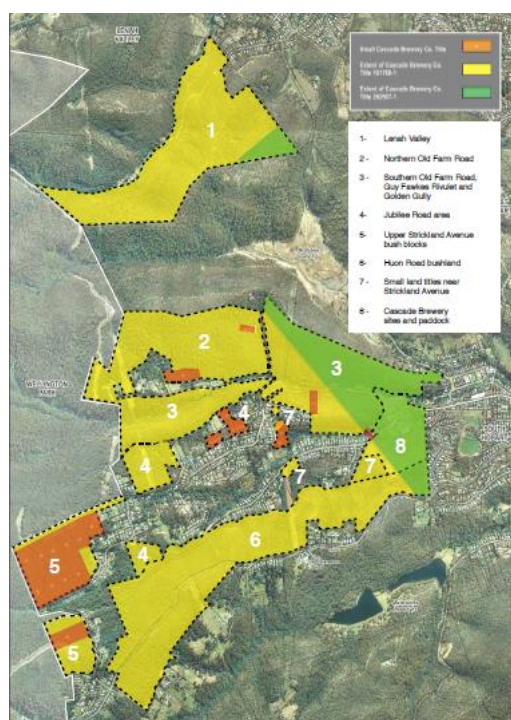 LENAH
VALLEY
Small Cascade Brewery Co. Title
Extent of Cascade Brewery Co.
Title
Extent of Cascade Brewery Co.
Title
1- Lenah Valley
2 - Northern Old Farm Road
3 - Southern Old Farm Road,
Guy Fawkes Rivulet and
Golden Gully
4- Jubilee Road area
5- Upper Strickland Avenue
bush blocks
6- Huon Road bushland
7 - Small land titles near
Strickland Avenue
8 - Cascade Brewery
sites and paddock
1
2
3
WELLINGTON
PARK
3
4
7
8
4
7
7
5
4
6
5
SOUTH